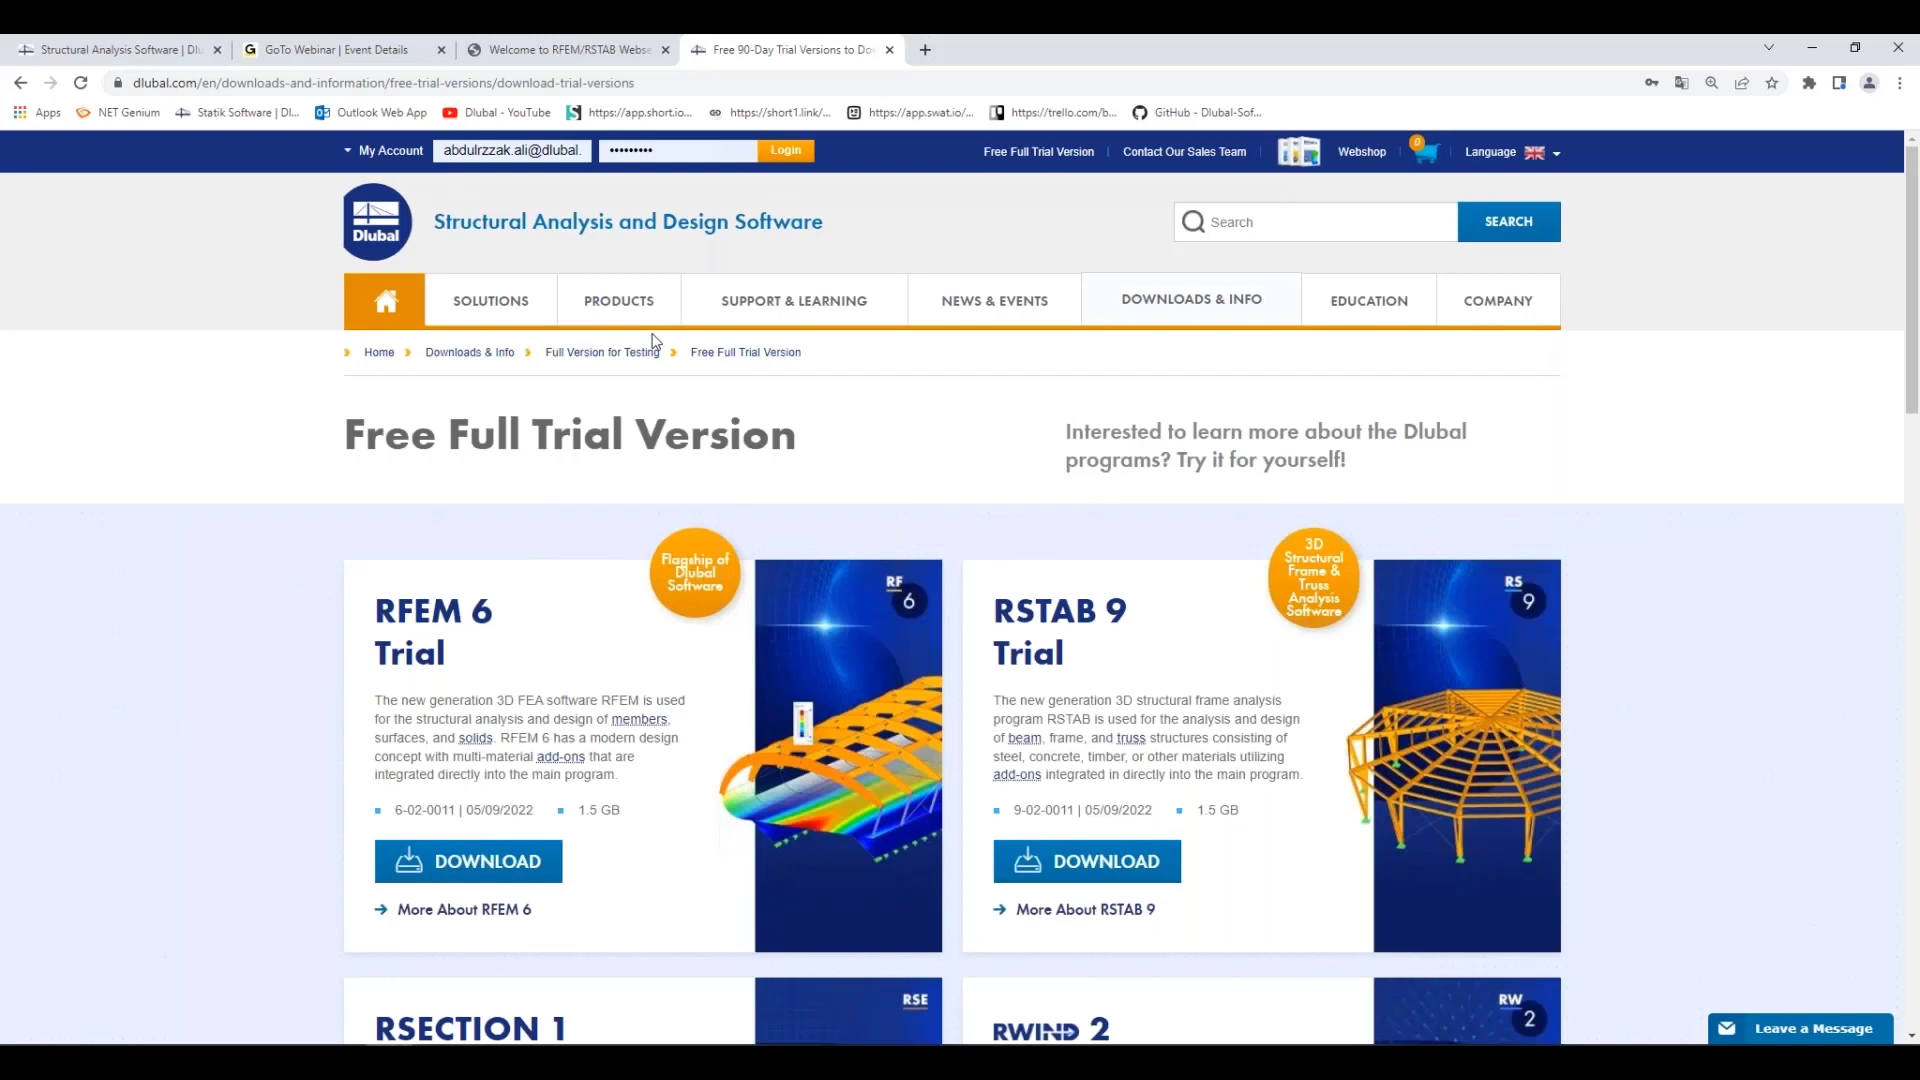 Structural Analysis Software | Dlu
GoTo Webinar | Event Details
Welcome to RFEM/RSTAB Webse
Free 90-Day Trial Versions to Do
dlubal.com/en/downloads-and-information/free-trial-versions/download-trial-versions
Apps
NET Genium
Statik Software | Dl...
Outlook Web App
Dlubal - YouTube
https://app.short.io...
https://short1.link/...
https://app.swat.io/...
https://trello.com/b...
GitHub - Dlubal-Sof...
My Account
abdulrzzak.ali@dlubal.
•••••••••
Login
Free Full Trial Version
Contact Our Sales Team
Webshop
0
Language
Dlubal
Structural Analysis and Design Software
Search
SEARCH
SOLUTIONS
PRODUCTS
SUPPORT & LEARNING
NEWS & EVENTS
DOWNLOADS & INFO
EDUCATION
COMPANY
Home
Downloads & Info
Full Version for Testing
Free Full Trial Version
Free Full Trial Version
Interested to learn more about the Dlubal
programs? Try it for yourself!
Flagship of
Dlubal
Software
RF
6
RFEM 6
Trial
The new generation 3D FEA software RFEM is used
for the structural analysis and design of members,
surfaces, and solids. RFEM 6 has a modern design
concept with multi-material add-ons that are
integrated directly into the main program.
6-02-0011 | 05/09/2022
1.5 GB
DOWNLOAD
More About RFEM 6
3D
Structural
Frame &
Truss
Analysis
Software
RS
9
RSTAB 9
Trial
The new generation 3D structural frame analysis
program RSTAB is used for the analysis and design
of beam, frame, and truss structures consisting of
steel, concrete, timber, or other materials utilizing
add-ons integrated in directly into the main program.
9-02-0011 | 05/09/2022
1.5 GB
DOWNLOAD
More About RSTAB 9
RSE
RSECTION 1
RW
2
RWIND 2
Leave a Message